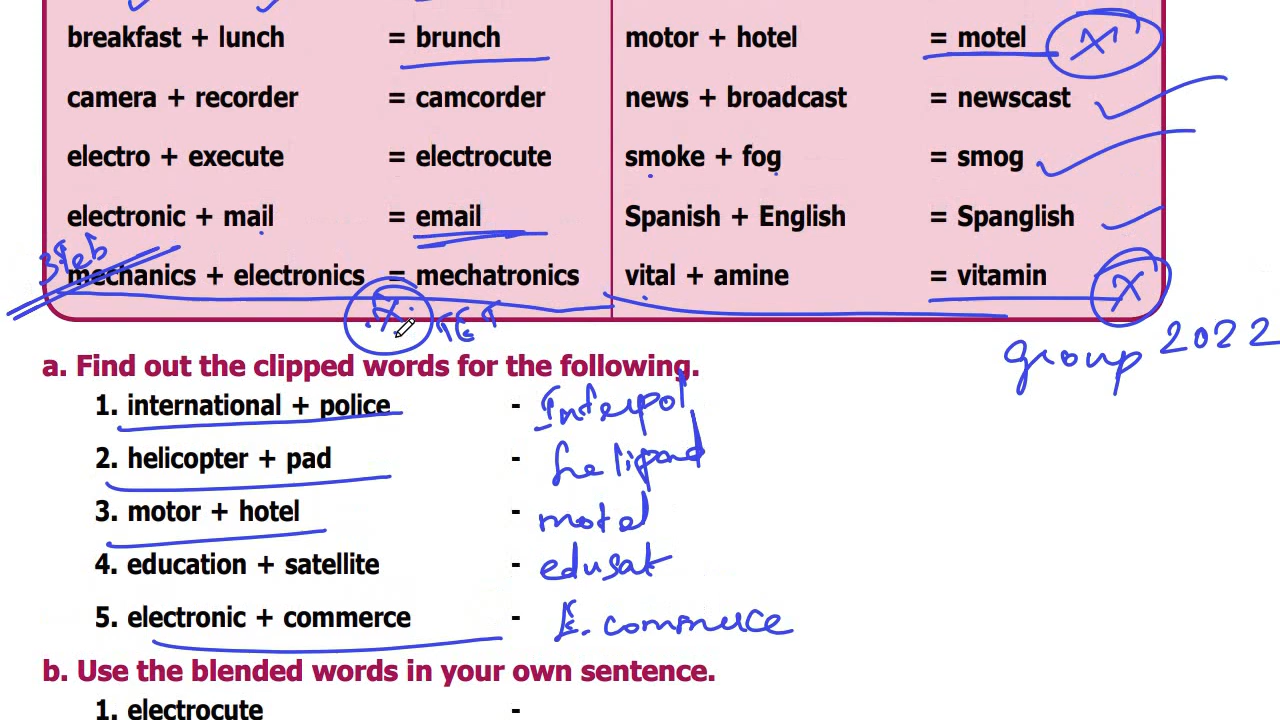 breakfast + lunch = brunch motor + hotel = motel X
camera + recorder = camcorder news + broadcast = newscast
electro + execute = electrocute smoke + fog = smog
electronic + mail = email Spanish + English = Spanglish
3 Feb
mechanics + electronics = mechatronics vital + amine = vitamin X
X TET
group 2022
a. Find out the clipped words for the following.
1. international + police - Interpol
2. helicopter + pad - helipad
3. motor + hotel - motel
4. education + satellite - edusat
5. electronic + commerce - E. commerce
b. Use the blended words in your own sentence.
1. electrocute -